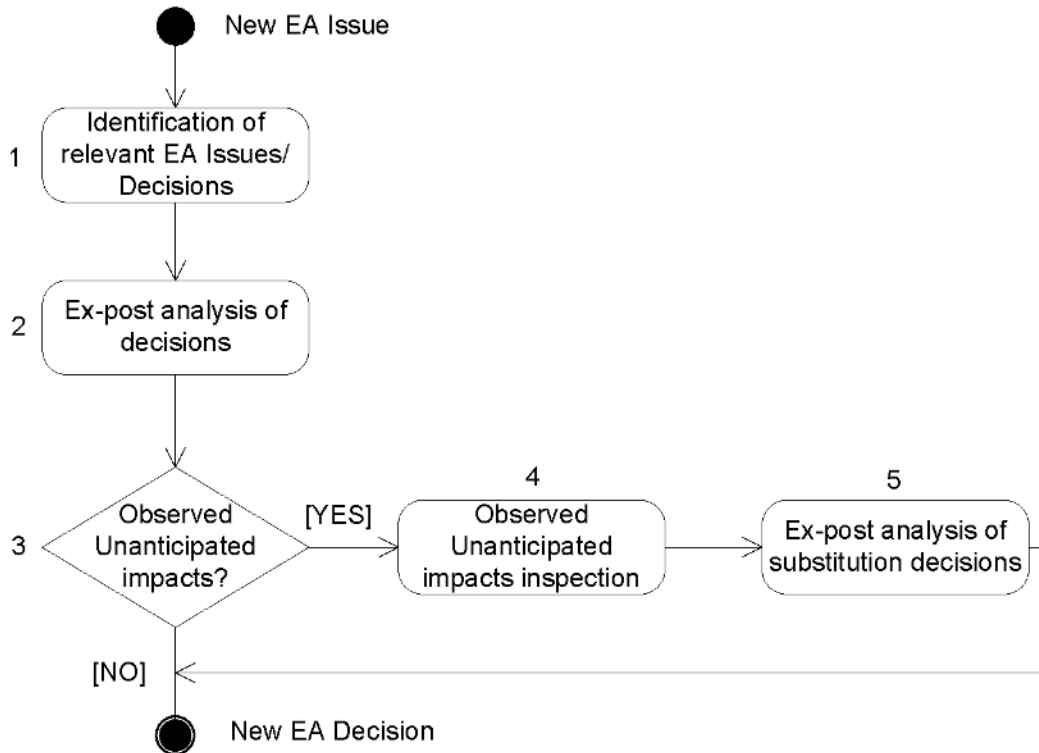 New EA Issue
1
Identification of
relevant EA Issues/
Decisions
2
Ex-post analysis of
decisions
3
Observed
Unanticipated
impacts?
[YES]
4
Observed
Unanticipated
impacts inspection
5
Ex-post analysis of
substitution decisions
[NO]
New EA Decision